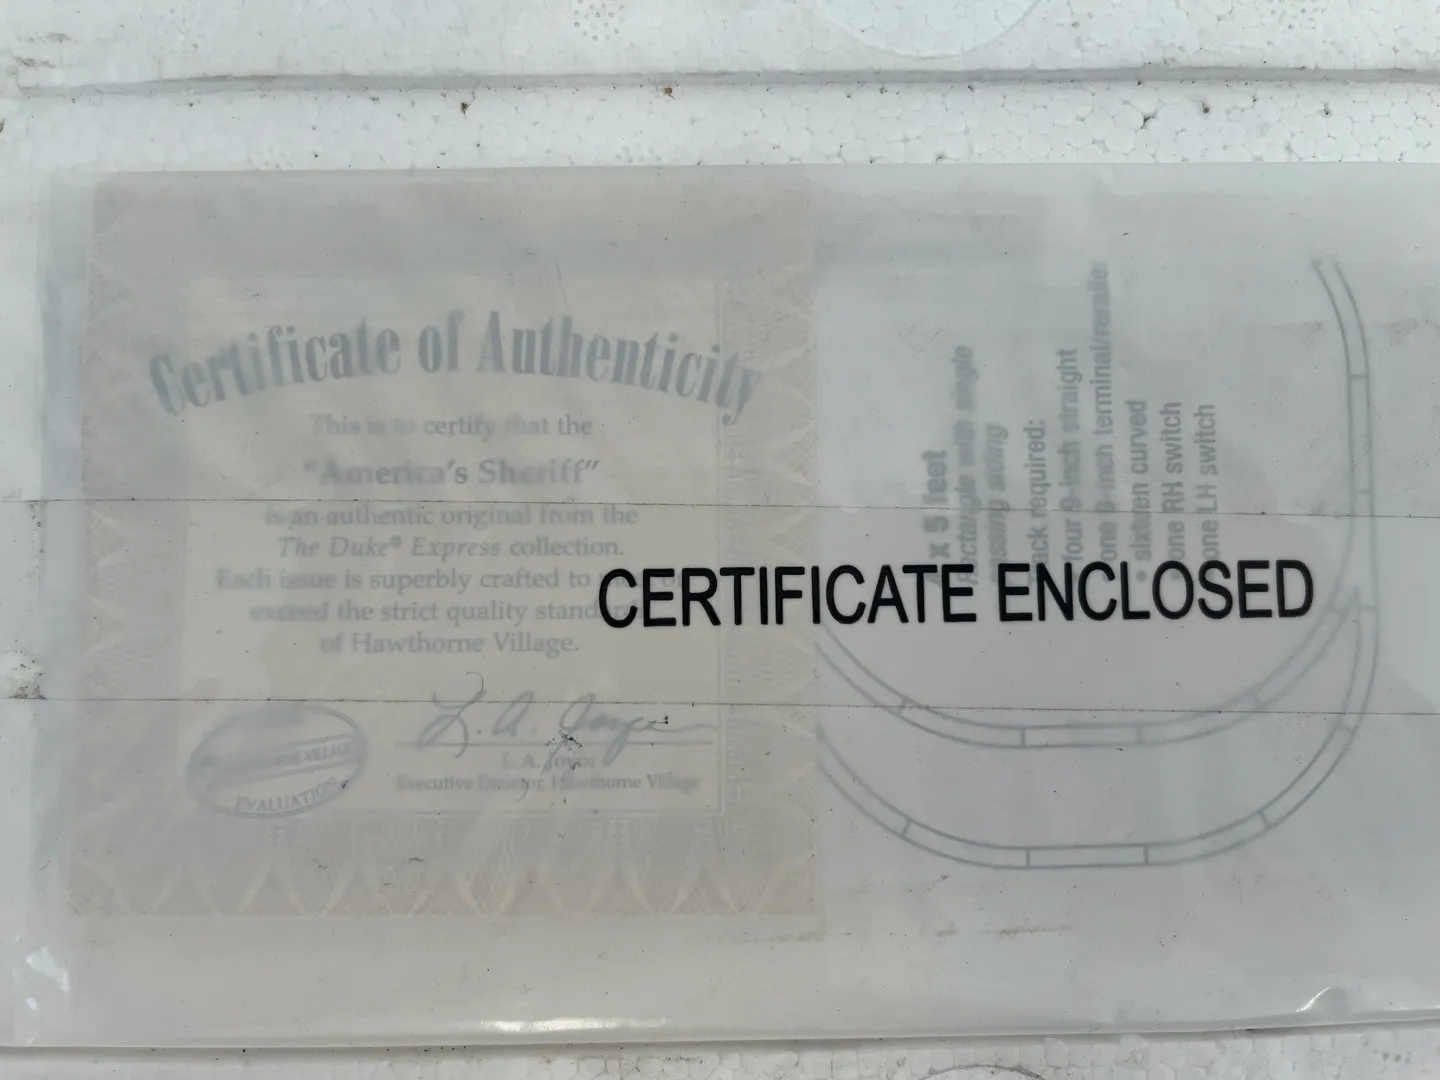 Certificate of Authenticity
This is to certify that the
"America's Sheriff"
is an authentic original from the
The Duke® Express collection.
Each issue is superbly crafted to
exceed the strict quality
of Hawthorne Village.
L. A. Joyce
Executive Director, Hawthorne Village
VILLAGE
EVALUATION
CERTIFICATE ENCLOSED
x 5 feet
Rectangle with single
passing siding
Track required:
four 9-inch straight
one 9-inch terminal/rerailer
• sixteen curved
• one RH switch
• one LH switch